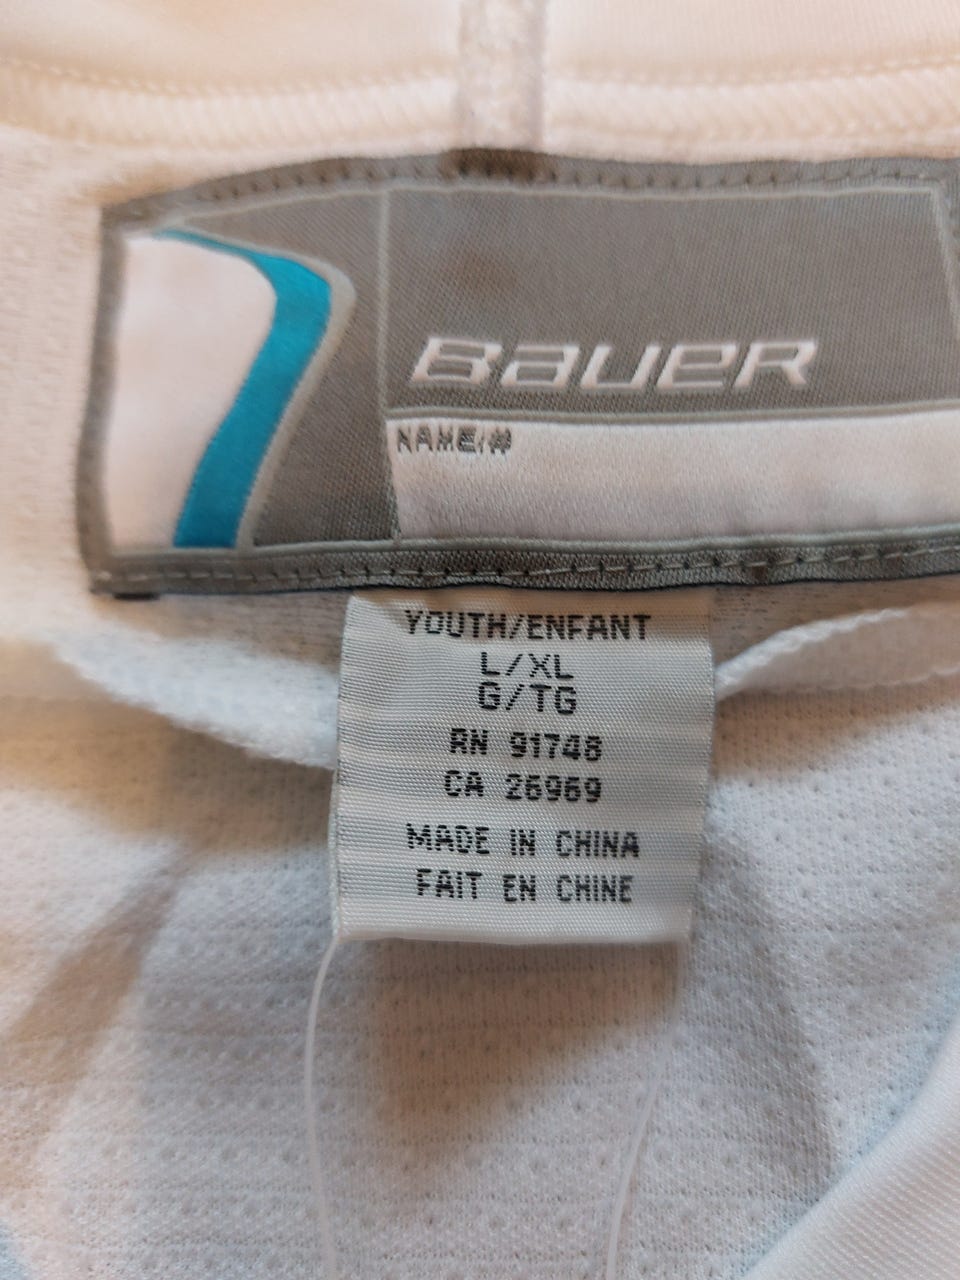 BAUER
NAME/#
YOUTH/ENFANT
L/XL
G/TG
RN 91748
CA 26969
MADE IN CHINA
FAIT EN CHINE